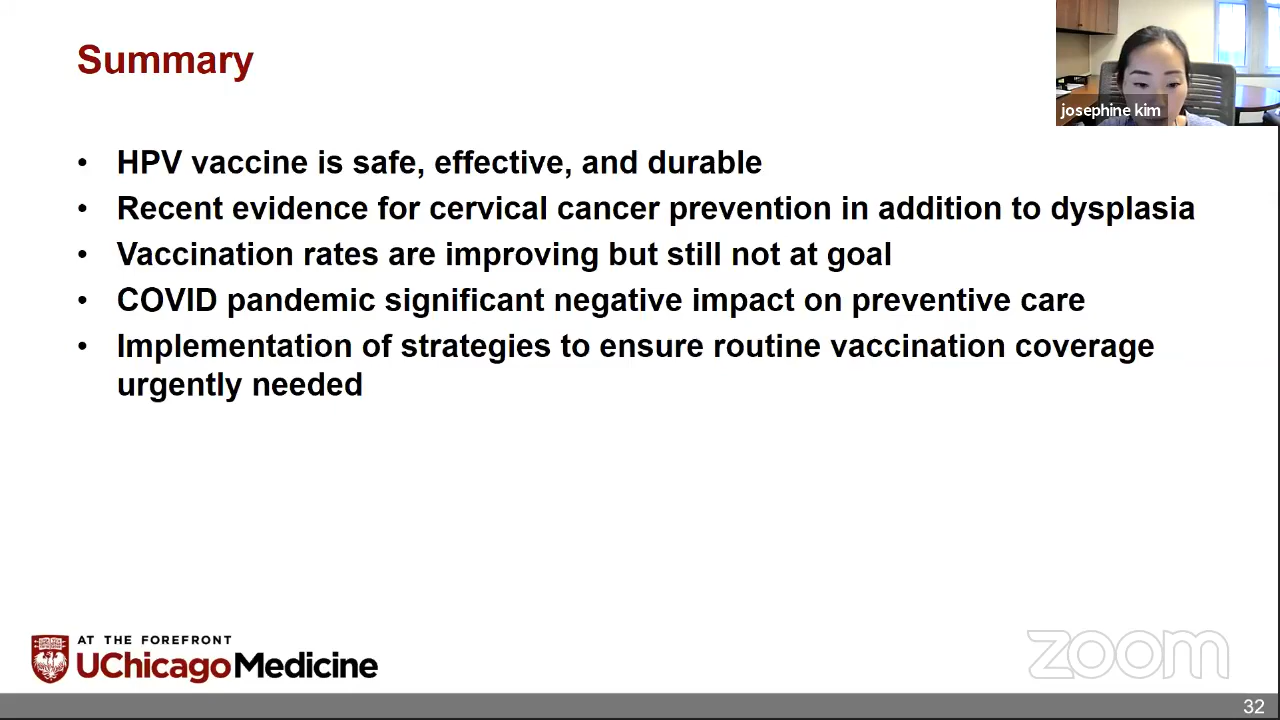 Summary
josephine kim
• HPV vaccine is safe, effective, and durable
• Recent evidence for cervical cancer prevention in addition to dysplasia
• Vaccination rates are improving but still not at goal
• COVID pandemic significant negative impact on preventive care
• Implementation of strategies to ensure routine vaccination coverage
urgently needed
AT THE FOREFRONT
UChicago Medicine
zoom
32